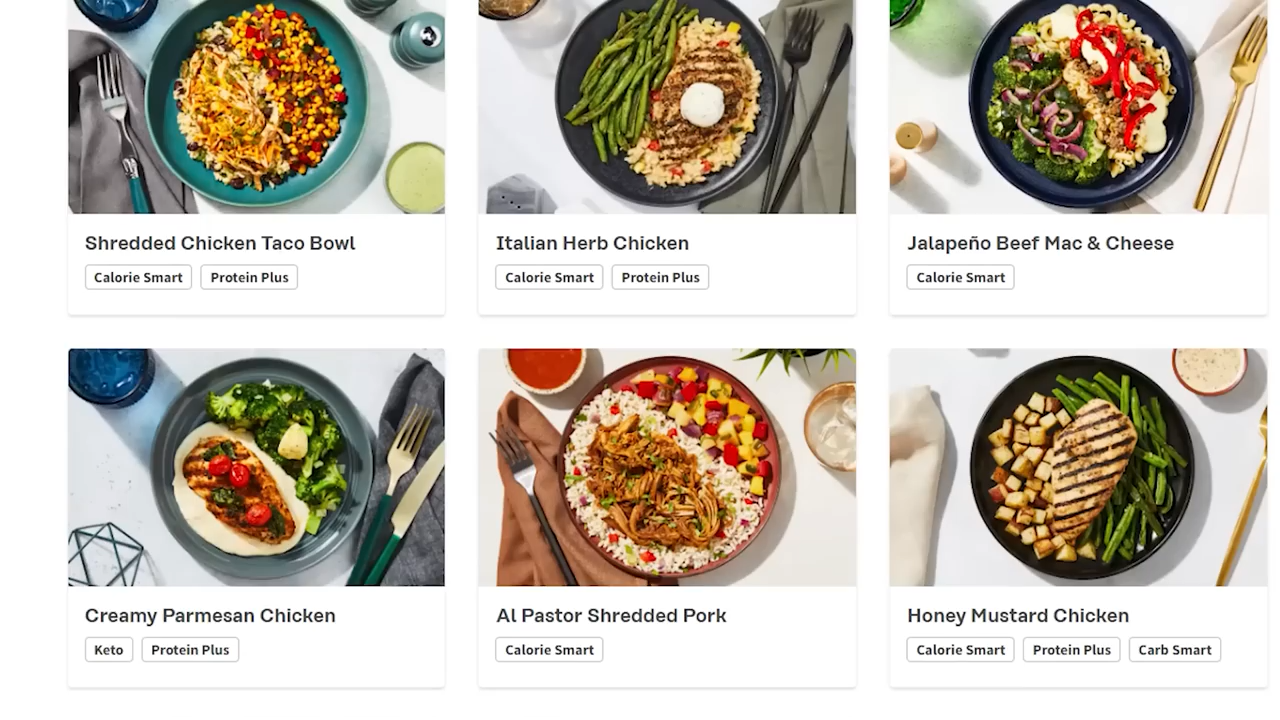 Shredded Chicken Taco Bowl
Calorie Smart Protein Plus
Italian Herb Chicken
Calorie Smart Protein Plus
Jalapeño Beef Mac & Cheese
Calorie Smart
Creamy Parmesan Chicken
Keto Protein Plus
Al Pastor Shredded Pork
Calorie Smart
Honey Mustard Chicken
Calorie Smart Protein Plus Carb Smart